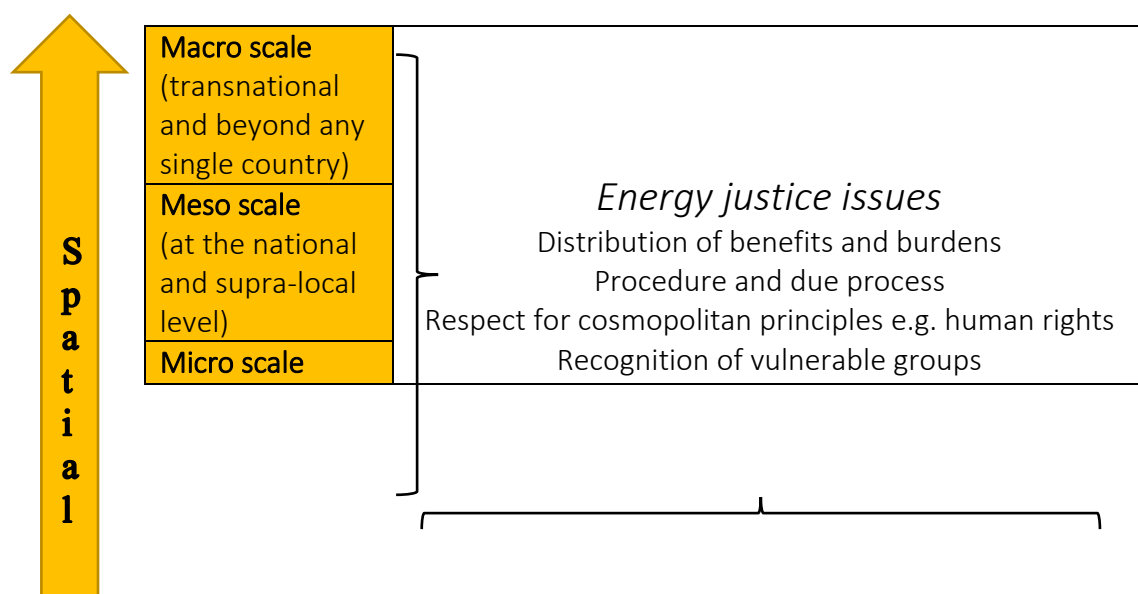 Spatial
Macro scale
(transnational
and beyond any
single country)
Meso scale
(at the national
and supra-local
level)
Micro scale
Energy justice issues
Distribution of benefits and burdens
Procedure and due process
Respect for cosmopolitan principles e.g. human rights
Recognition of vulnerable groups